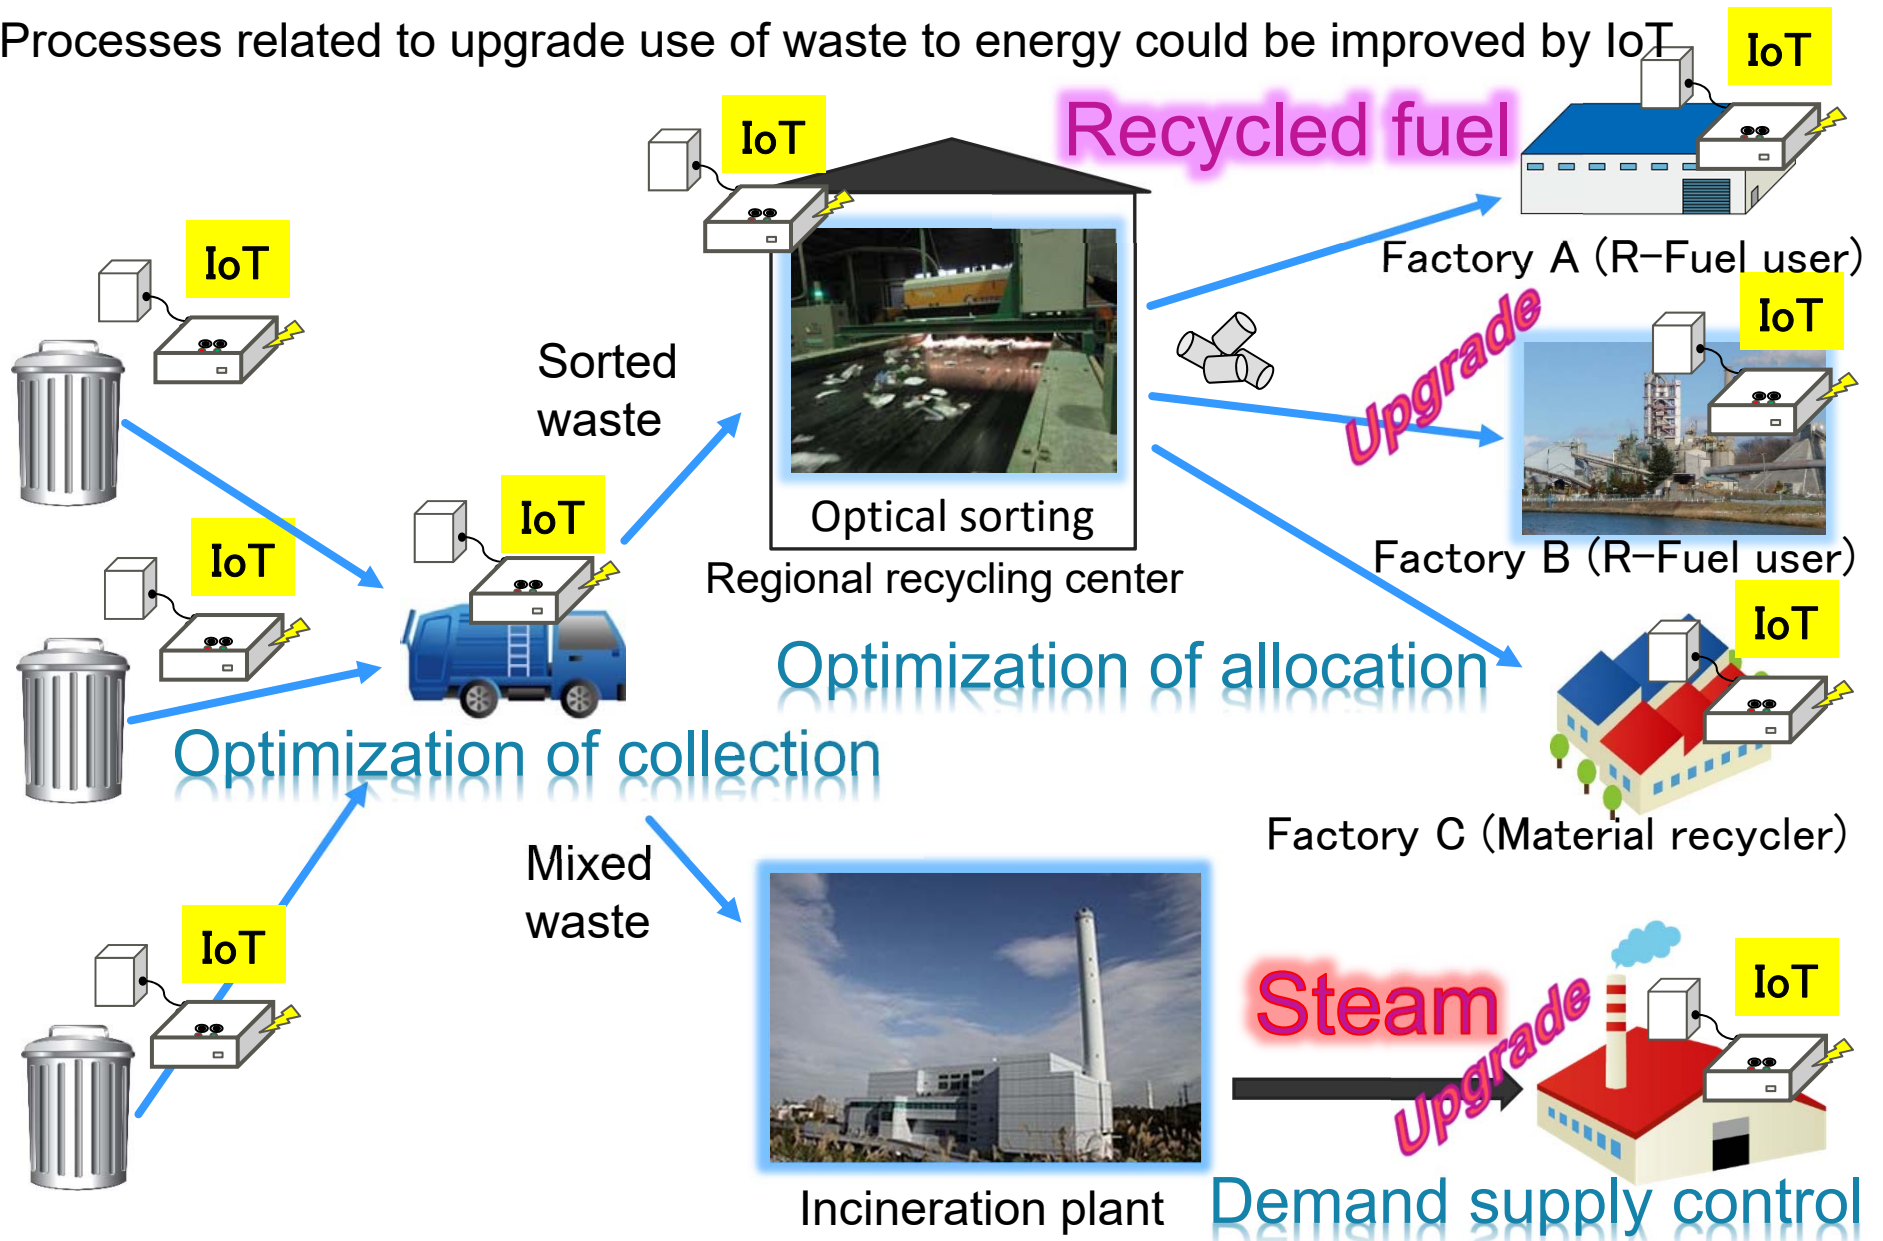 Processes related to upgrade use of waste to energy could be improved by IoT
IoT
IoT
Recycled fuel
IoT
Factory A (R-Fuel user)
Upgrade
IoT
Sorted
waste
IoT
Optical sorting
Regional recycling center
Factory B (R-Fuel user)
IoT
IoT
Optimization of allocation
Optimization of collection
Factory C (Material recycler)
Mixed
waste
IoT
Steam
Upgrade
IoT
Incineration plant
Demand supply control